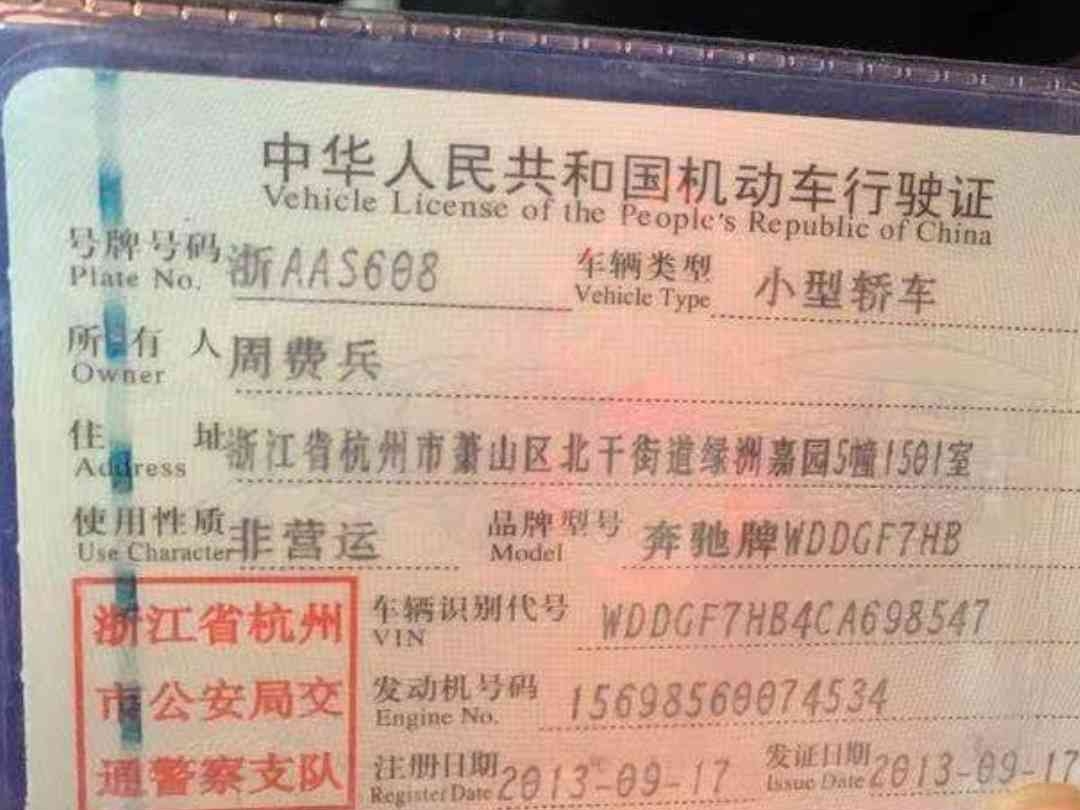 中华人民共和国机动车行驶证
Vehicle License of the People's Republic of China
号牌号码 浙AAS608 车辆类型 小型轿车
Plate No. Vehicle Type
所有人 周费兵
Owner
住址 浙江省杭州市萧山区北干街道绿洲嘉园5幢1501室
Address
使用性质 非营运 品牌型号 奔驰牌WDDGF7HB
Use Character Model
浙江省杭州 车辆识别代号 WDDGF7HB4CA698547
VIN
市公安局交 发动机号码 15698560074534
Engine No.
通警察支队 注册日期 2013-09-17 发证日期 2013-09-17
Register Date Issue Date